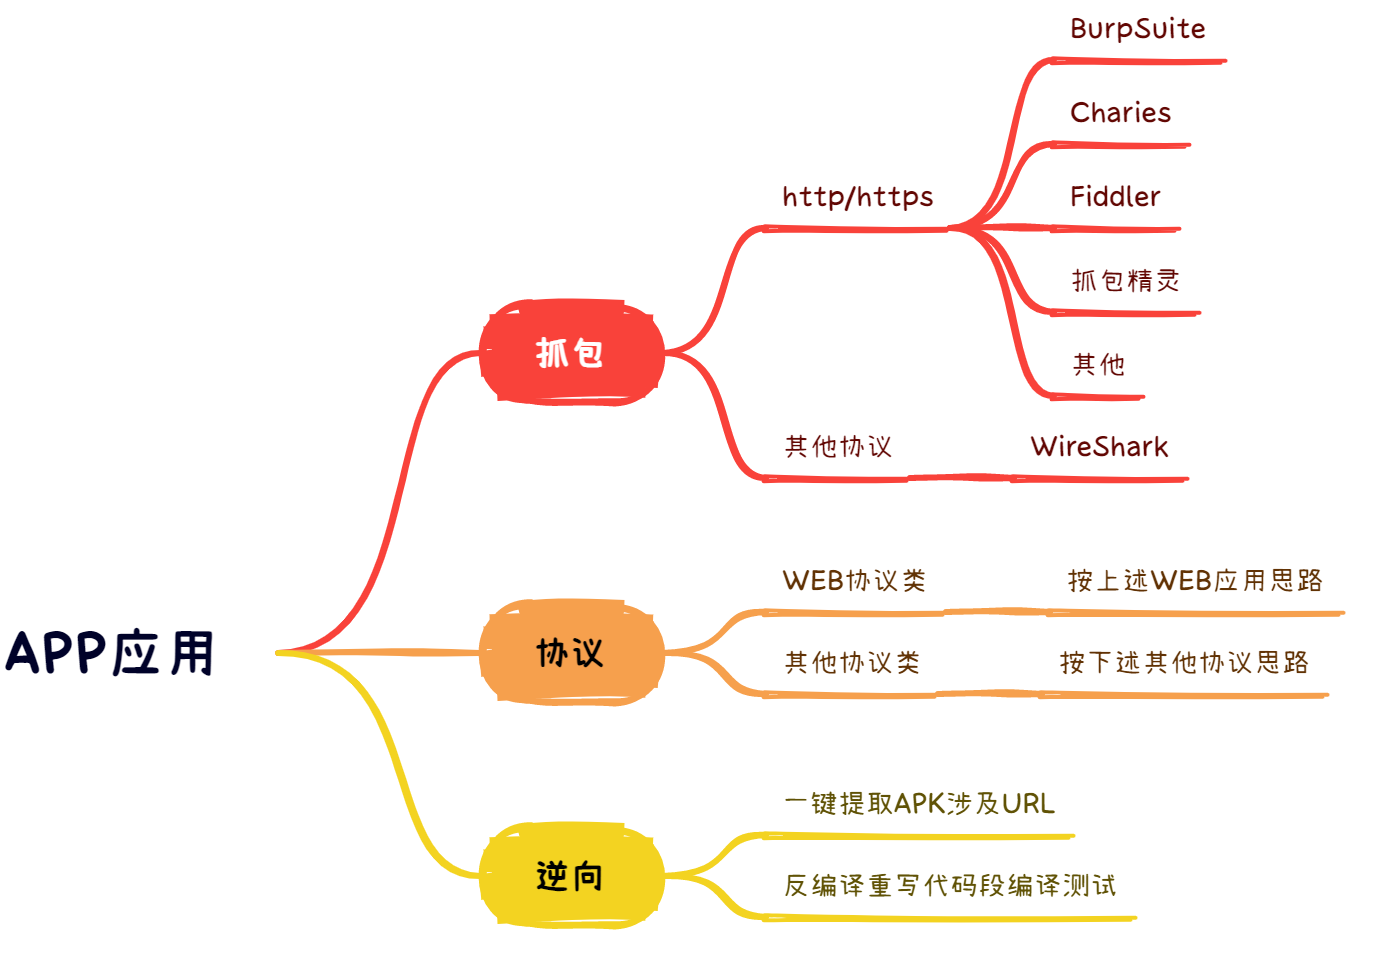 APP应用
抓包
http/https
BurpSuite
Charies
Fiddler
抓包精灵
其他
其他协议
WireShark
协议
WEB协议类
按上述WEB应用思路
其他协议类
按下述其他协议思路
逆向
一键提取APK涉及URL
反编译重写代码段编译测试